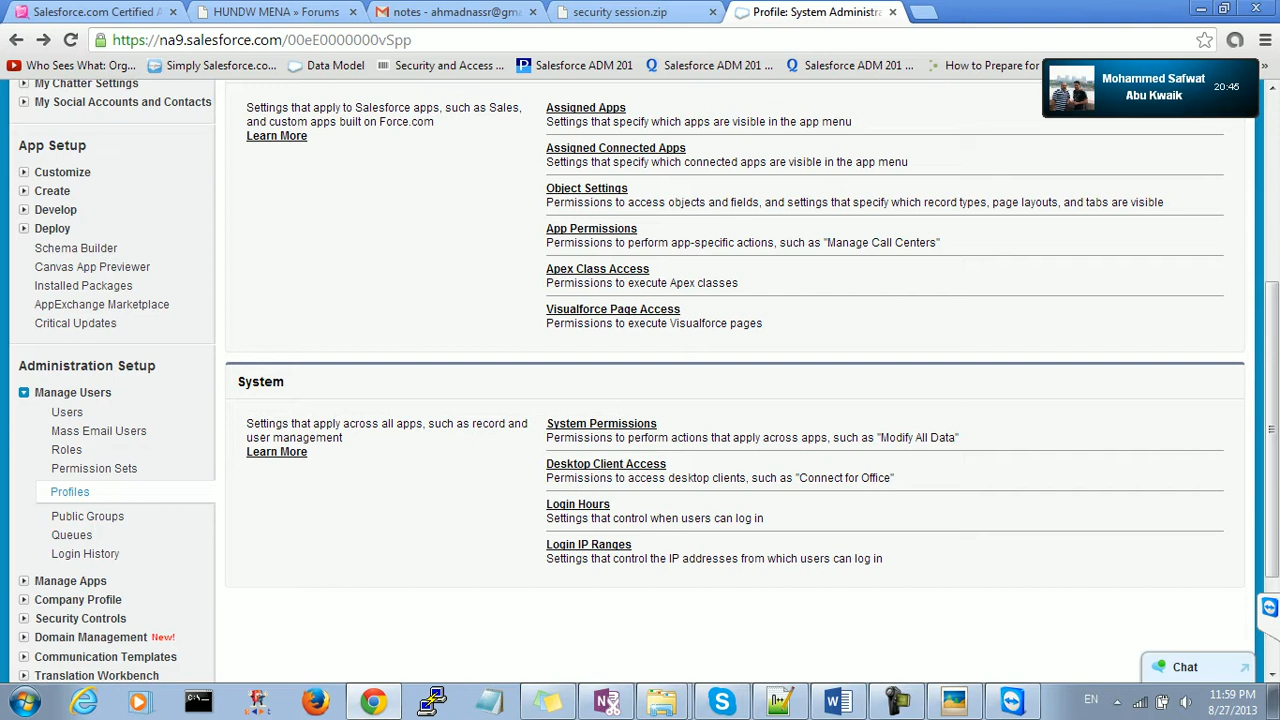 Salesforce.com Certified A
HUNDW MENA » Forums
notes - ahmadnassr@gma
security session.zip
Profile: System Administra
https://na9.salesforce.com/00eE0000000vSpp
Who Sees What: Org...
Simply Salesforce.co...
Data Model
Security and Access ...
Salesforce ADM 201
Salesforce ADM 201 ...
Salesforce ADM 201 ...
How to Prepare for
»
Mohammed Safwat
Abu Kwaik
20:45
My Chatter Settings
My Social Accounts and Contacts
App Setup
Customize
Create
Develop
Deploy
Schema Builder
Canvas App Previewer
Installed Packages
AppExchange Marketplace
Critical Updates
Administration Setup
Manage Users
Users
Mass Email Users
Roles
Permission Sets
Profiles
Public Groups
Queues
Login History
Manage Apps
Company Profile
Security Controls
Domain Management New!
Communication Templates
Translation Workbench
Settings that apply to Salesforce apps, such as Sales,
and custom apps built on Force.com
Learn More
Assigned Apps
Settings that specify which apps are visible in the app menu
Assigned Connected Apps
Settings that specify which connected apps are visible in the app menu
Object Settings
Permissions to access objects and fields, and settings that specify which record types, page layouts, and tabs are visible
App Permissions
Permissions to perform app-specific actions, such as "Manage Call Centers"
Apex Class Access
Permissions to execute Apex classes
Visualforce Page Access
Permissions to execute Visualforce pages
System
Settings that apply across all apps, such as record and
user management
Learn More
System Permissions
Permissions to perform actions that apply across apps, such as "Modify All Data"
Desktop Client Access
Permissions to access desktop clients, such as "Connect for Office"
Login Hours
Settings that control when users can log in
Login IP Ranges
Settings that control the IP addresses from which users can log in
Chat
EN
11:59 PM
8/27/2013